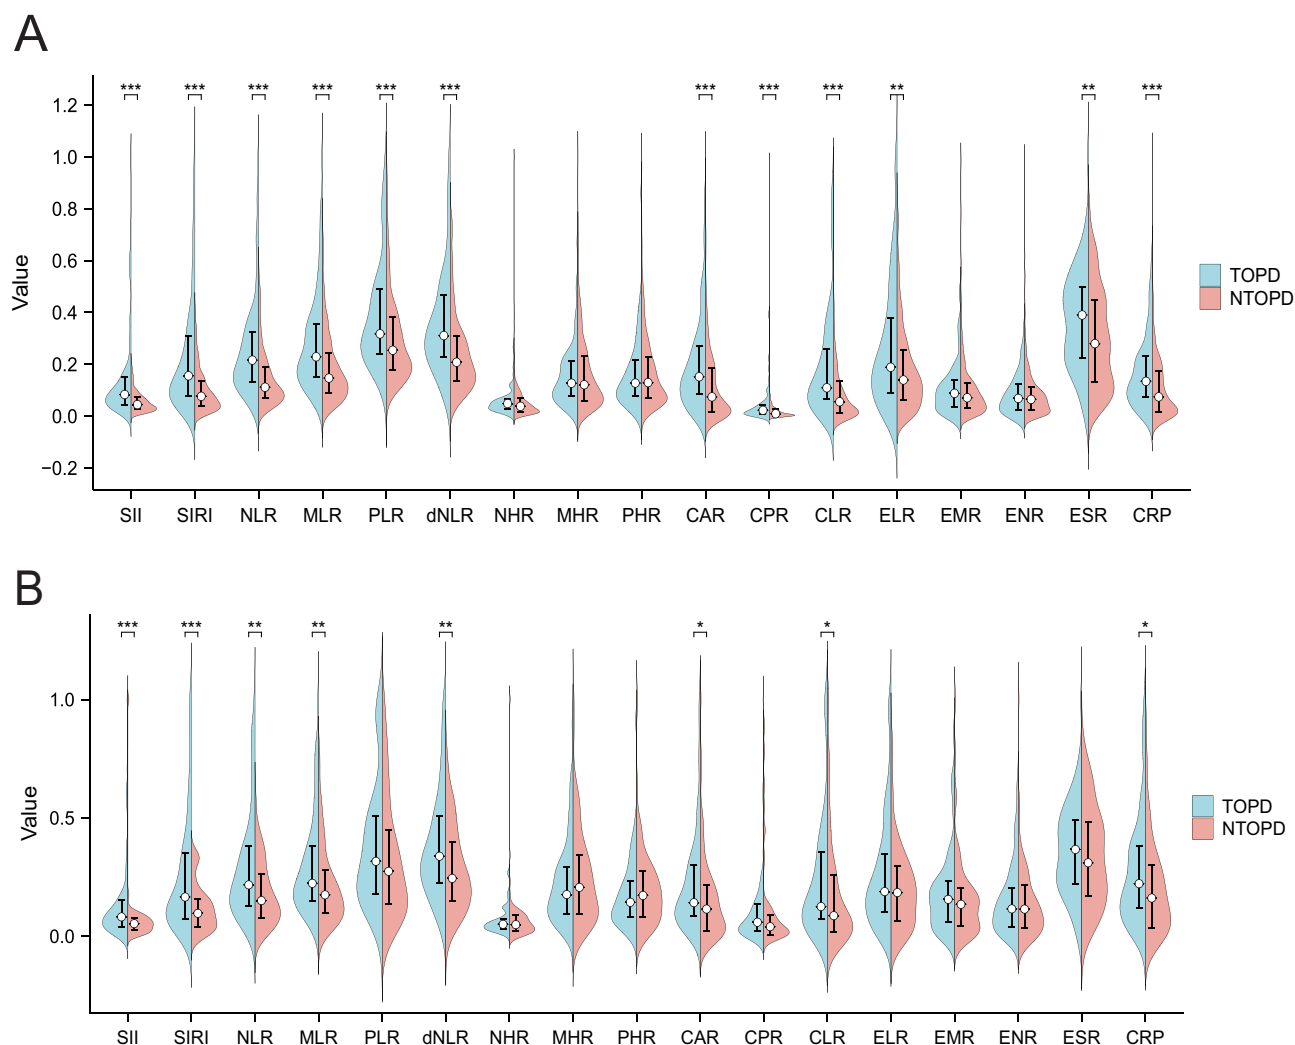 A
*** *** *** *** *** *** *** *** *** ** ** ***
1.2
1.0
0.8
0.6
0.4
0.2
0.0
−0.2
Value
SII SIRI NLR MLR PLR dNLR NHR MHR PHR CAR CPR CLR ELR EMR ENR ESR CRP
TOPD
NTOPD
B
*** *** ** ** ** * * *
1.0
0.5
0.0
Value
SII SIRI NLR MLR PLR dNLR NHR MHR PHR CAR CPR CLR ELR EMR ENR ESR CRP
TOPD
NTOPD